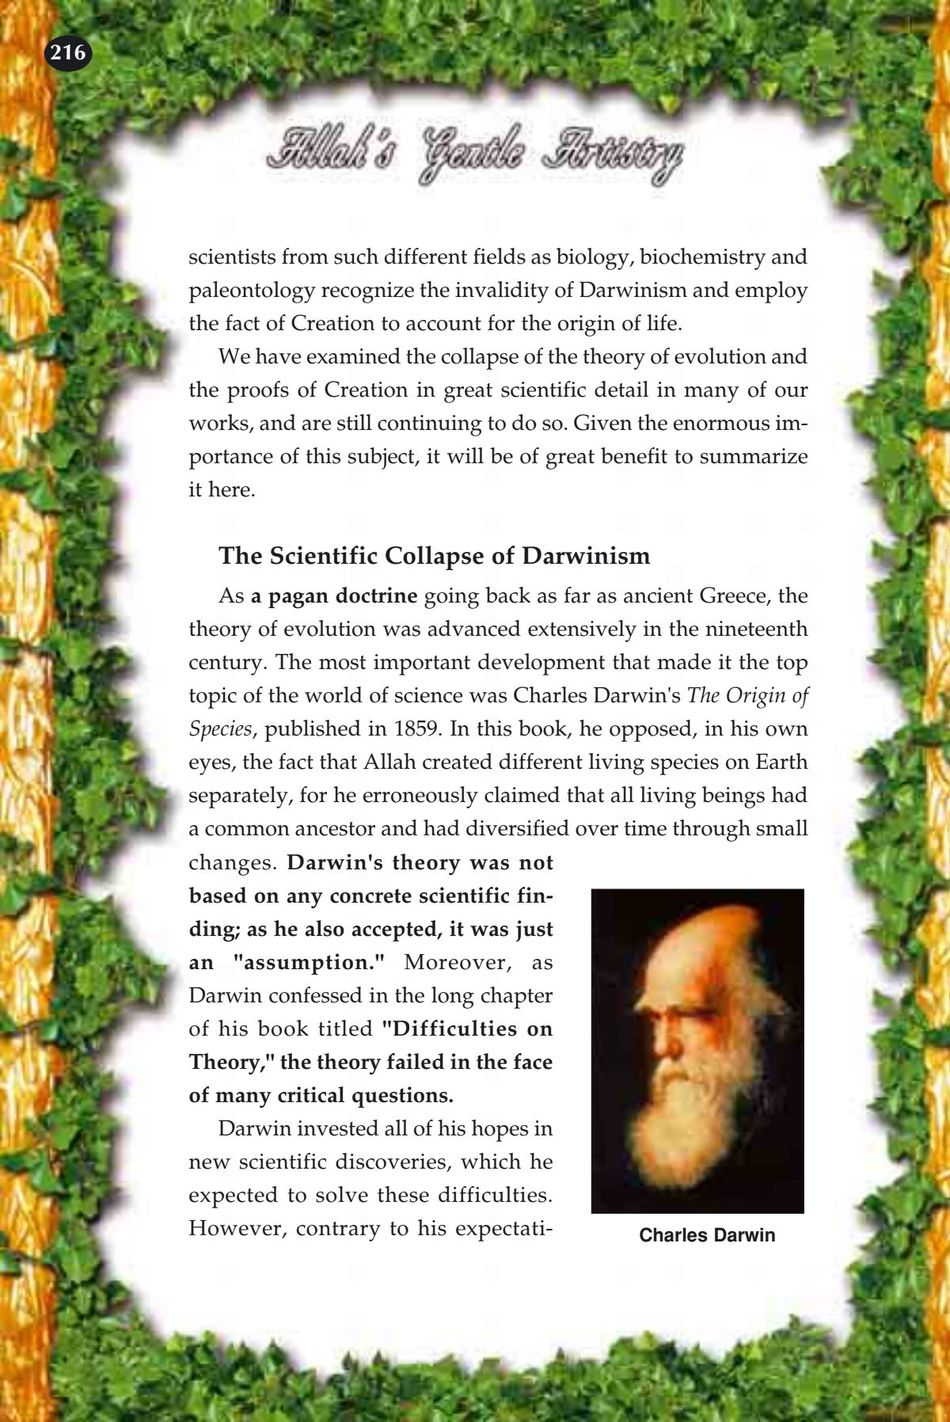 216
Allah's Gentle Artistry
scientists from such different fields as biology, biochemistry and
paleontology recognize the invalidity of Darwinism and employ
the fact of Creation to account for the origin of life.
We have examined the collapse of the theory of evolution and
the proofs of Creation in great scientific detail in many of our
works, and are still continuing to do so. Given the enormous im-
portance of this subject, it will be of great benefit to summarize
it here.
The Scientific Collapse of Darwinism
As a pagan doctrine going back as far as ancient Greece, the
theory of evolution was advanced extensively in the nineteenth
century. The most important development that made it the top
topic of the world of science was Charles Darwin's The Origin of
Species, published in 1859. In this book, he opposed, in his own
eyes, the fact that Allah created different living species on Earth
separately, for he erroneously claimed that all living beings had
a common ancestor and had diversified over time through small
changes. Darwin's theory was not
based on any concrete scientific fin-
ding; as he also accepted, it was just
an "assumption." Moreover, as
Darwin confessed in the long chapter
of his book titled "Difficulties on
Theory," the theory failed in the face
of many critical questions.
Darwin invested all of his hopes in
new scientific discoveries, which he
expected to solve these difficulties.
However, contrary to his expectati-
Charles Darwin